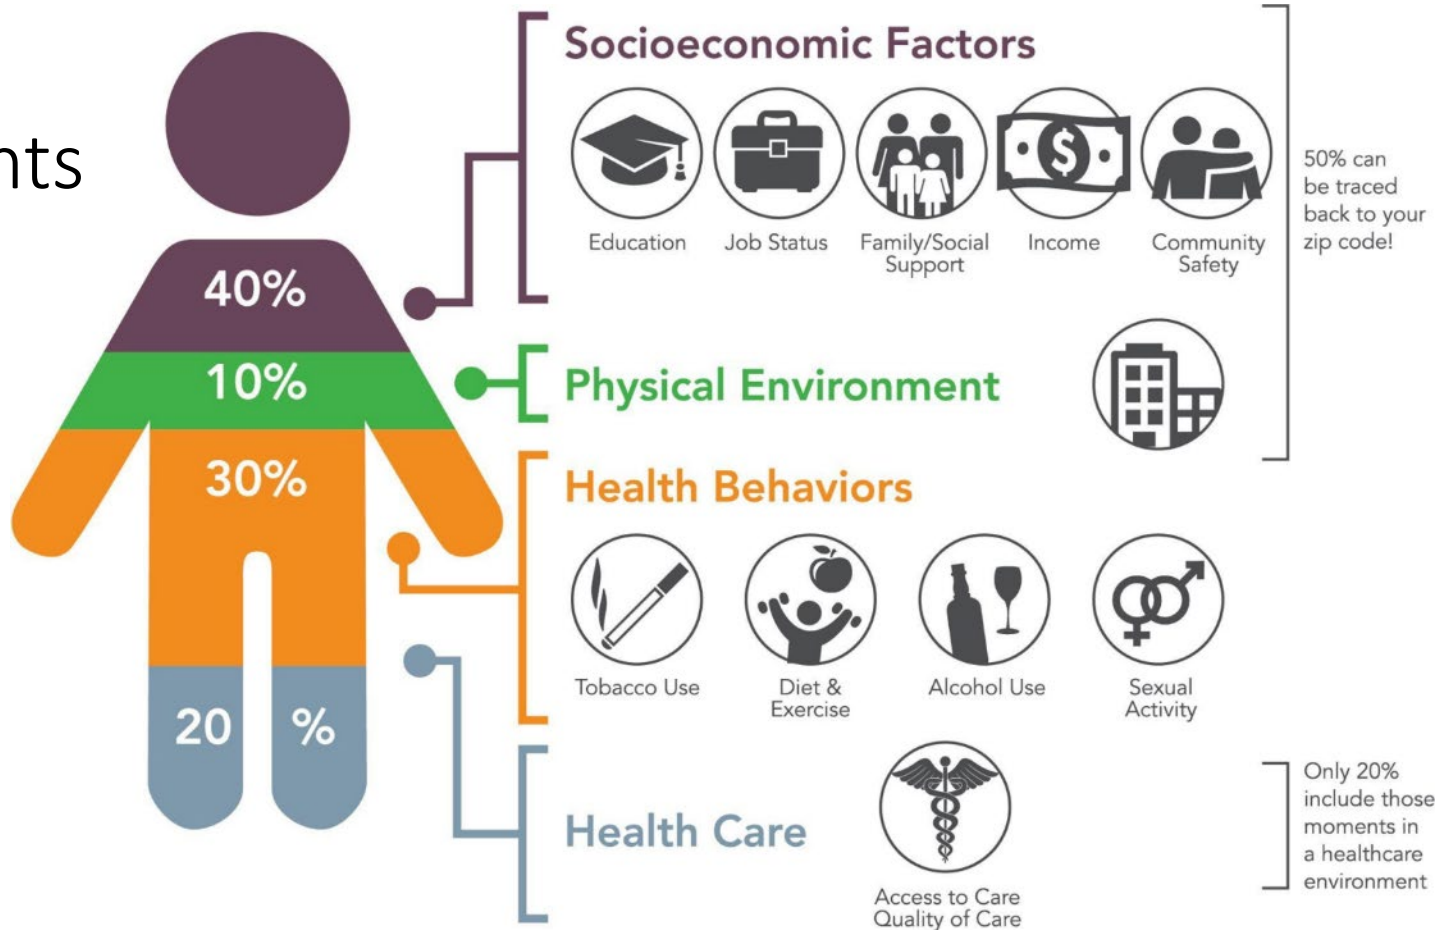 nts
Socioeconomic Factors
Education
Job Status
Family/Social
Support
Income
Community
Safety
50% can
be traced
back to your
zip code!
40%
10%
Physical Environment
30%
Health Behaviors
Tobacco Use
Diet &
Exercise
Alcohol Use
Sexual
Activity
20 %
Health Care
Access to Care
Quality of Care
Only 20%
include those
moments in
a healthcare
environment